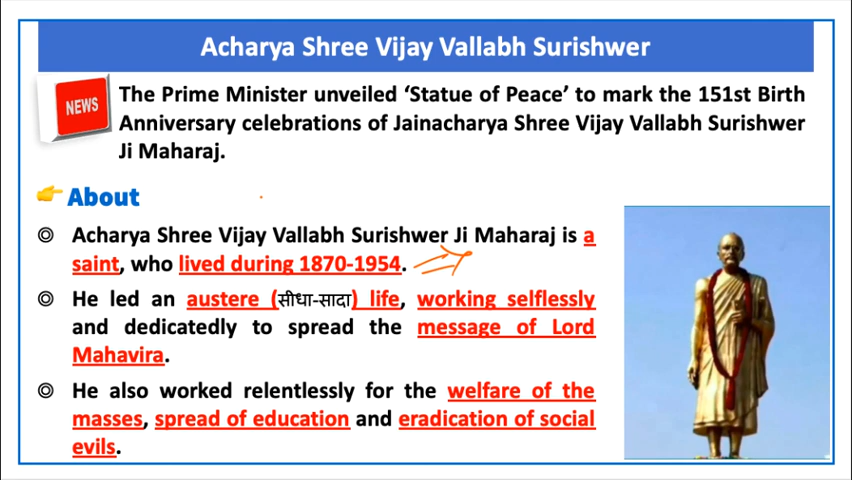 Acharya Shree Vijay Vallabh Surishwer
NEWS
The Prime Minister unveiled ‘Statue of Peace’ to mark the 151st Birth
Anniversary celebrations of Jainacharya Shree Vijay Vallabh Surishwer
Ji Maharaj.
About
Acharya Shree Vijay Vallabh Surishwer Ji Maharaj is a
saint, who lived during 1870-1954.
He led an austere (सीधा-सादा) life, working selflessly
and dedicatedly to spread the message of Lord
Mahavira.
He also worked relentlessly for the welfare of the
masses, spread of education and eradication of social
evils.